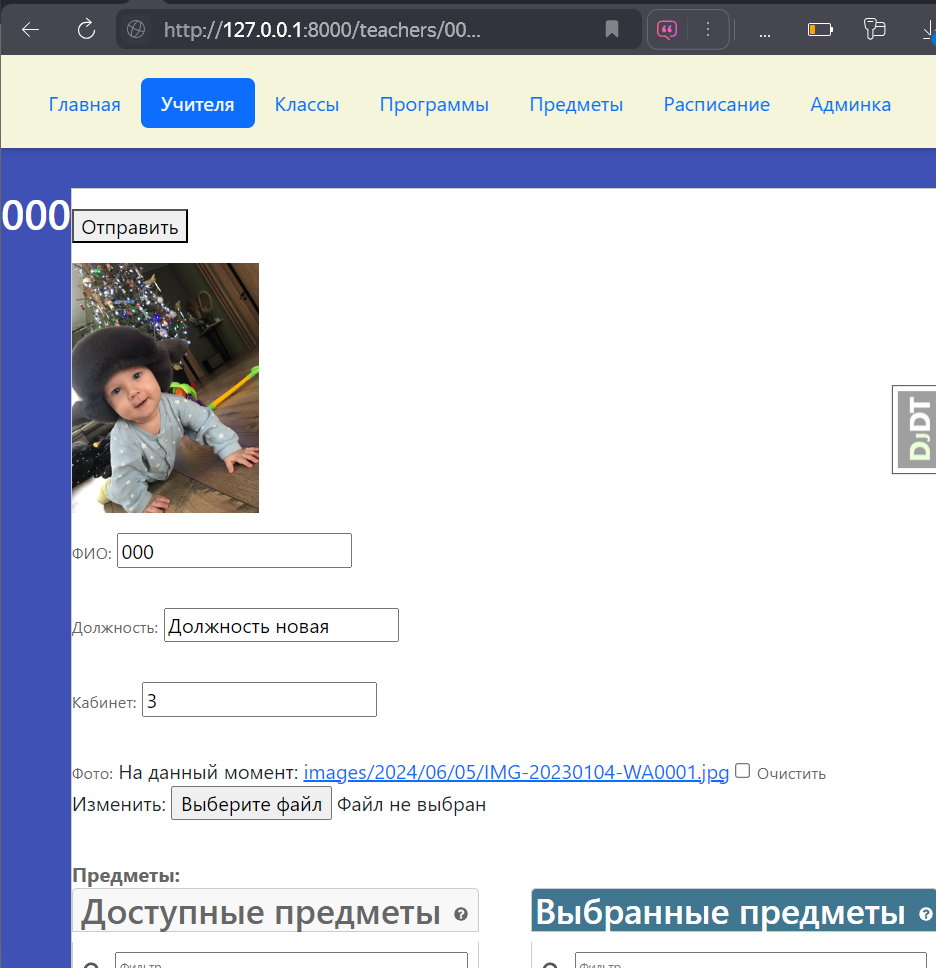 http://127.0.0.1:8000/teachers/00...
Главная Учителя Классы Программы Предметы Расписание Админка
000
Отправить
DJDT
ФИО: 000
Должность: Должность новая
Кабинет: 3
Фото: На данный момент: images/2024/06/05/IMG-20230104-WA0001.jpg Очистить
Изменить: Выберите файл Файл не выбран
Предметы:
Доступные предметы ? Выбранные предметы ?
Фильтр Фильтр